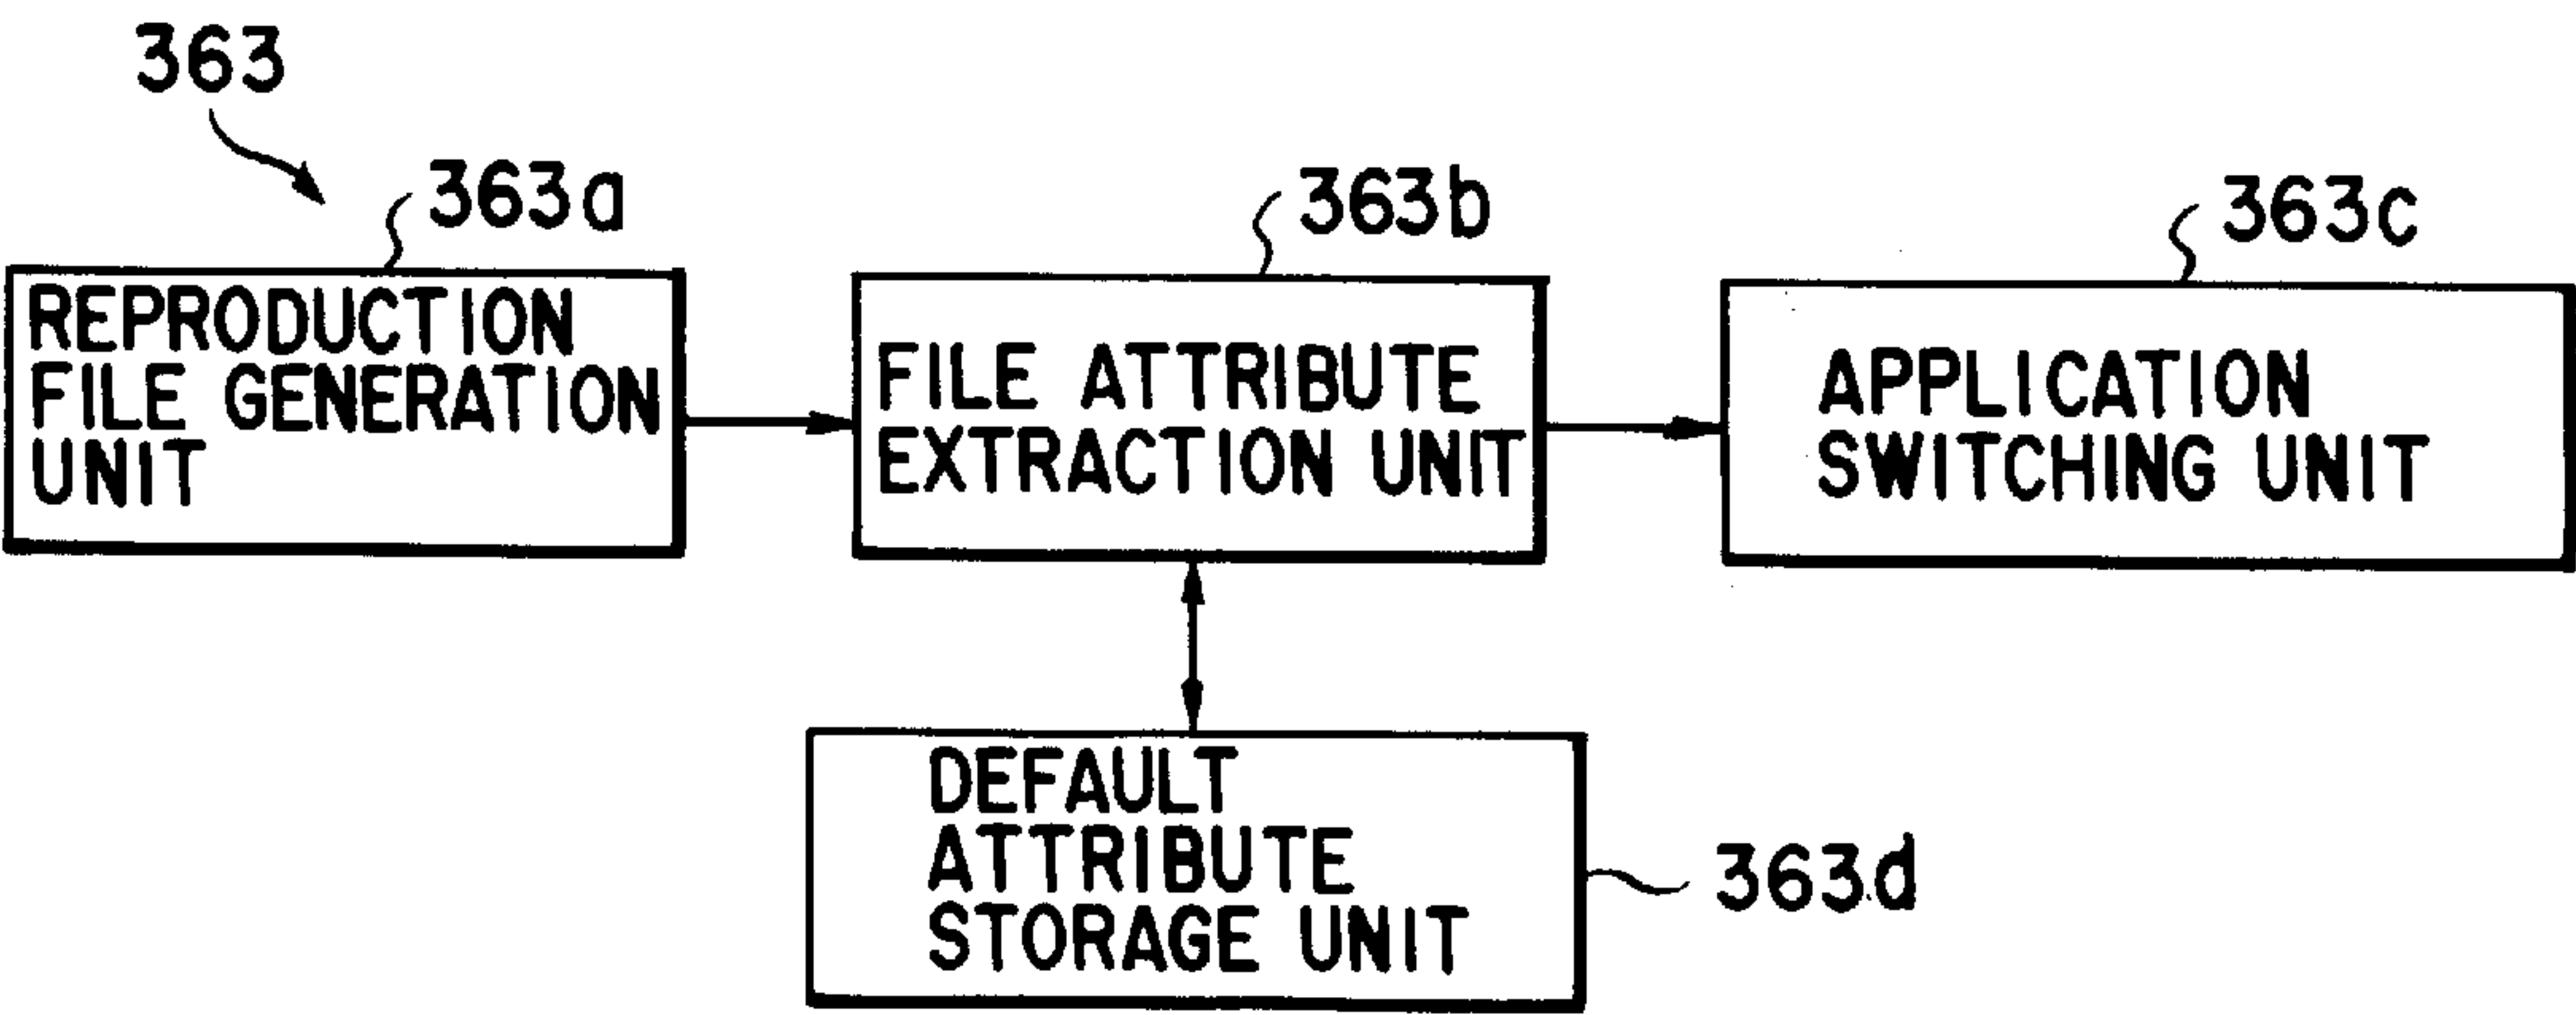 363
363a
363b
363c
REPRODUCTION
FILE GENERATION
UNIT
FILE ATTRIBUTE
EXTRACTION UNIT
APPLICATION
SWITCHING UNIT
DEFAULT
ATTRIBUTE
STORAGE UNIT
363d